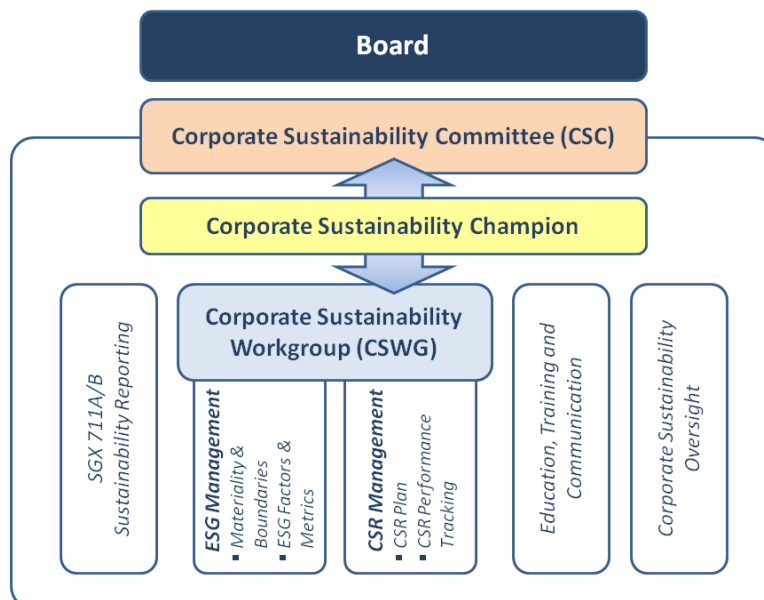 Board
Corporate Sustainability Committee (CSC)
Corporate Sustainability Champion
SGX 711A/B
Sustainability Reporting
Corporate Sustainability
Workgroup (CSWG)
ESG Management
▪ Materiality &
Boundaries
▪ ESG Factors &
Metrics
CSR Management
▪ CSR Plan
▪ CSR Performance
Tracking
Education, Training and
Communication
Corporate Sustainability
Oversight